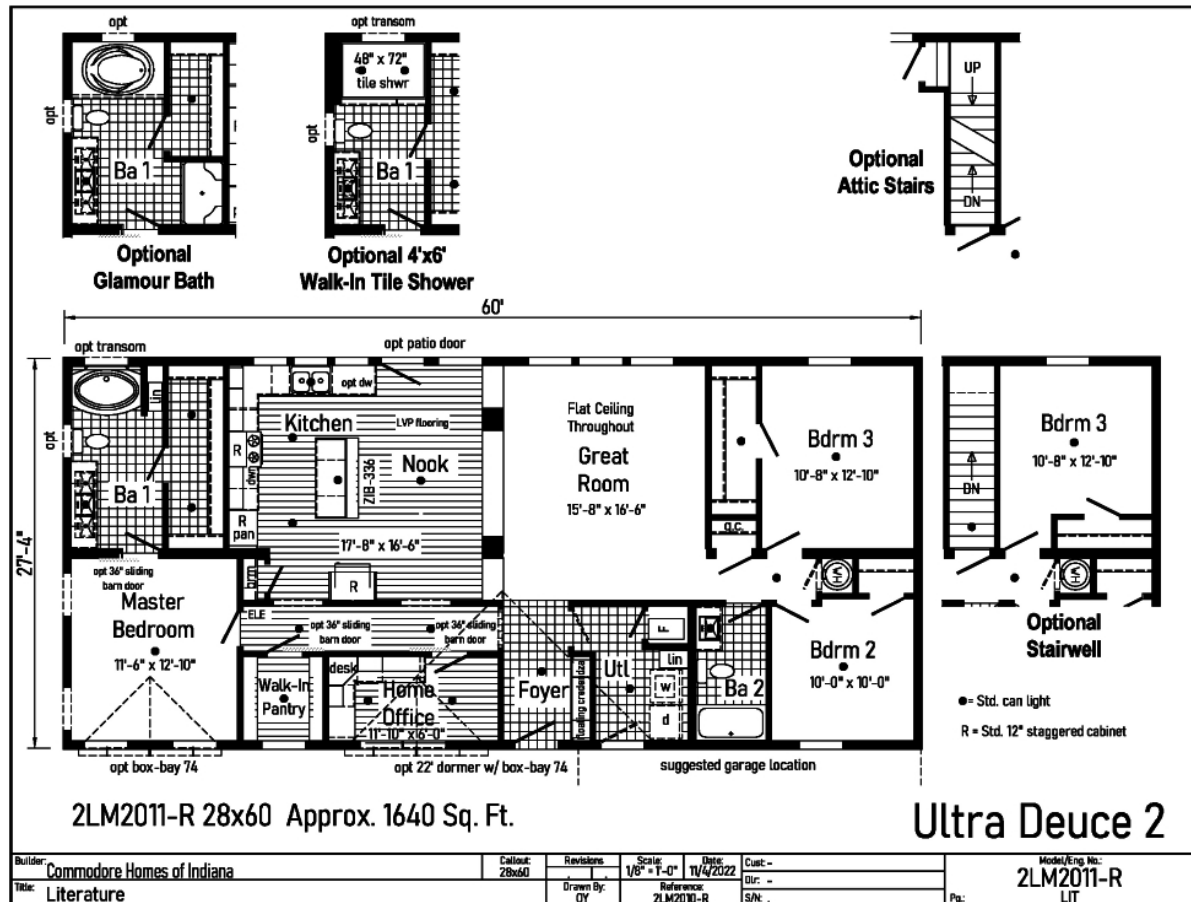 opt
opt
Ba 1
Optional
Glamour Bath
opt transom
48" x 72"
tile shwr
opt
Ba 1
Optional 4'x6'
Walk-In Tile Shower
UP
DN
Optional
Attic Stairs
60'
27'-4"
opt transom
opt
lin
Ba 1
opt patio door
opt dw
Kitchen
LVP flooring
R
dwn
ZIB-336
Nook
R
pan
17'-8" x 16'-6"
R
Flat Ceiling
Throughout
Great
Room
15'-8" x 16'-6"
Bdrm 3
10'-8" x 12'-10"
DN
Bdrm 3
10'-8" x 12'-10"
opt 36" sliding
barn door
Master
Bedroom
11'-6" x 12'-10"
ELE
opt 36" sliding
barn door
opt 36" sliding
barn door
Walk-In
Pantry
desk
Home
Office
11'-10" x 6'-0"
Foyer
floating credenza
Utl
F
lin
w
d
Ba 2
WH
Bdrm 2
10'-0" x 10'-0"
WH
Optional
Stairwell
●= Std. can light
R = Std. 12" staggered cabinet
opt box-bay 74
opt 22' dormer w/ box-bay 74
suggested garage location
2LM2011-R 28x60 Approx. 1640 Sq. Ft.
Ultra Deuce 2
Builder: Commodore Homes of Indiana
Callout:
28x60
Revisions
Scale:
1/8" = 1'-0"
Date:
11/4/2022
Cust: -
Dlr: -
S/N: .
Model/Eng. No.:
2LM2011-R
Title: Literature
Drawn By:
OY
Reference:
2LM2010-R
Pg.:
LIT